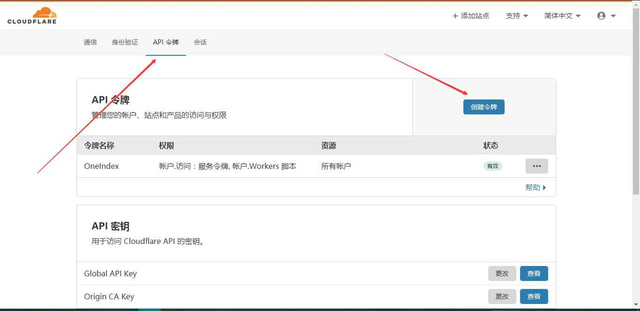 CLOUDFLARE
+ 添加站点 支持 简体中文
通信 身份验证 API 令牌 会话
API 令牌
管理您的帐户、站点和产品的访问与权限
创建令牌
令牌名称 权限 资源 状态
OneIndex 帐户.访问：服务令牌, 帐户.Workers 脚本 所有帐户 有效 •••
帮助
API 密钥
用于访问 Cloudflare API 的密钥。
Global API Key 更改 查看
Origin CA Key 更改 查看